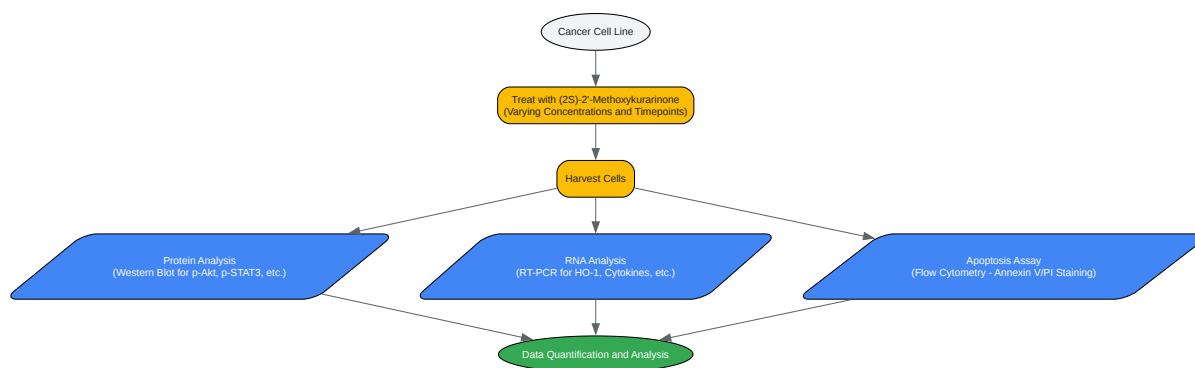 Cancer Cell Line
Treat with (2S)-2'-Methoxykurarinone
(Varying Concentrations and Timepoints)
Harvest Cells
Protein Analysis
(Western Blot for p-Akt, p-STAT3, etc.)
RNA Analysis
(RT-PCR for HO-1, Cytokines, etc.)
Apoptosis Assay
(Flow Cytometry - Annexin V/PI Staining)
Data Quantification and Analysis